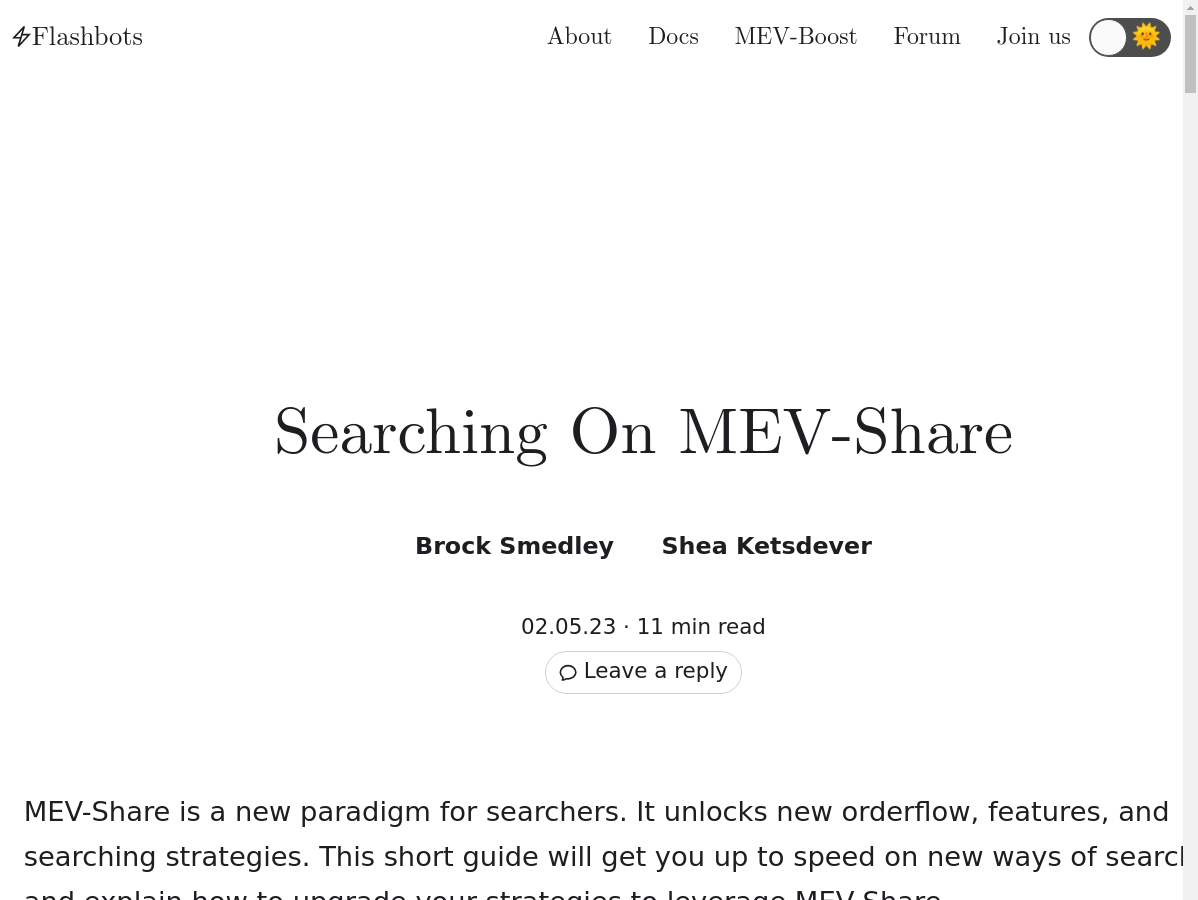 Flashbots
About Docs MEV-Boost Forum Join us
Searching On MEV-Share
Brock Smedley Shea Ketsdever
02.05.23 · 11 min read
Leave a reply
MEV-Share is a new paradigm for searchers. It unlocks new orderflow, features, and
searching strategies. This short guide will get you up to speed on new ways of
and explain how to upgrade your strategies to leverage MEV-Share